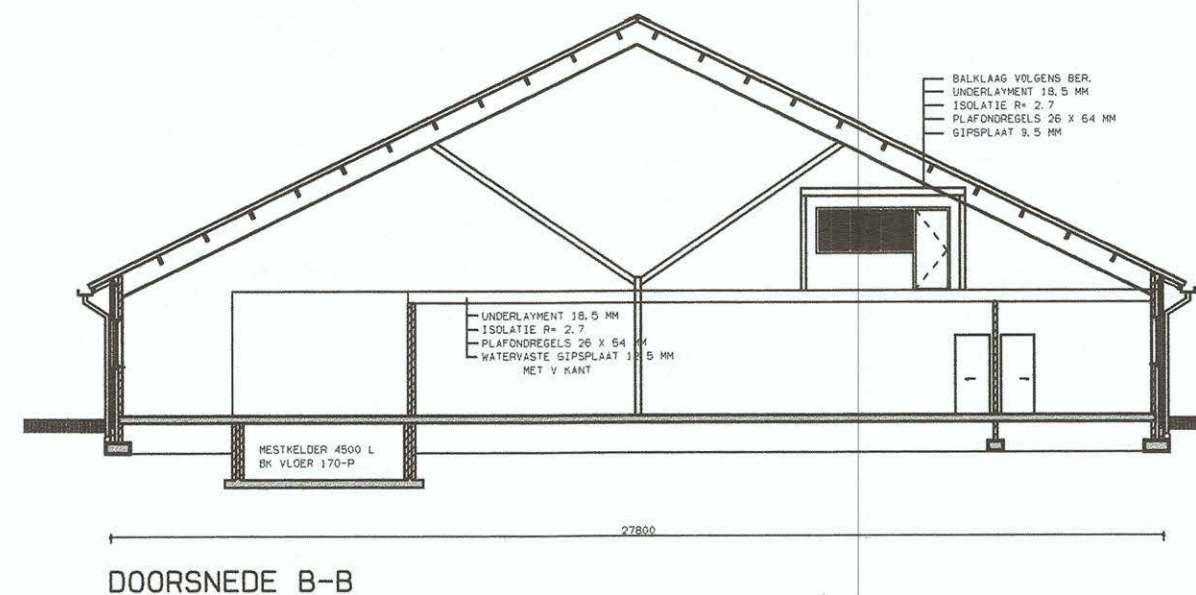 BALKLAAG VOLGENS BER.
UNDERLAYMENT 18.5 MM
ISOLATIE R= 2.7
PLAFONDREGELS 26 X 64 MM
GIPSPLAAT 9.5 MM
UNDERLAYMENT 18.5 MM
ISOLATIE R= 2.7
PLAFONDREGELS 26 X 64 MM
WATERVASTE GIPSPLAAT 12.5 MM
MET V KANT
MESTKELDER 4500 L
BK VLOER 170-P
27800
DOORSNEDE B-B